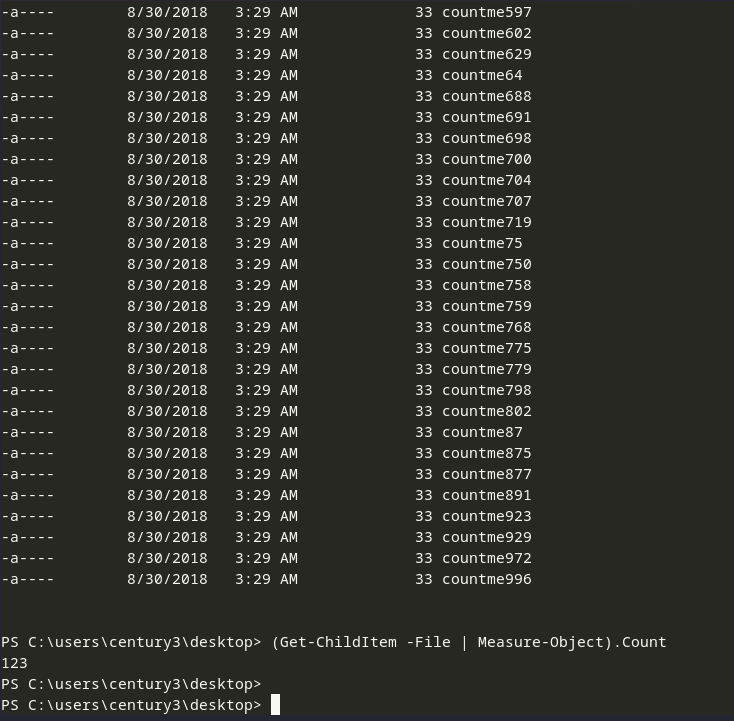 -a----        8/30/2018   3:29 AM             33 countme597
-a----        8/30/2018   3:29 AM             33 countme602
-a----        8/30/2018   3:29 AM             33 countme629
-a----        8/30/2018   3:29 AM             33 countme64
-a----        8/30/2018   3:29 AM             33 countme688
-a----        8/30/2018   3:29 AM             33 countme691
-a----        8/30/2018   3:29 AM             33 countme698
-a----        8/30/2018   3:29 AM             33 countme700
-a----        8/30/2018   3:29 AM             33 countme704
-a----        8/30/2018   3:29 AM             33 countme707
-a----        8/30/2018   3:29 AM             33 countme719
-a----        8/30/2018   3:29 AM             33 countme75
-a----        8/30/2018   3:29 AM             33 countme750
-a----        8/30/2018   3:29 AM             33 countme758
-a----        8/30/2018   3:29 AM             33 countme759
-a----        8/30/2018   3:29 AM             33 countme768
-a----        8/30/2018   3:29 AM             33 countme775
-a----        8/30/2018   3:29 AM             33 countme779
-a----        8/30/2018   3:29 AM             33 countme798
-a----        8/30/2018   3:29 AM             33 countme802
-a----        8/30/2018   3:29 AM             33 countme87
-a----        8/30/2018   3:29 AM             33 countme875
-a----        8/30/2018   3:29 AM             33 countme877
-a----        8/30/2018   3:29 AM             33 countme891
-a----        8/30/2018   3:29 AM             33 countme923
-a----        8/30/2018   3:29 AM             33 countme929
-a----        8/30/2018   3:29 AM             33 countme972
-a----        8/30/2018   3:29 AM             33 countme996
PS C:\users\century3\desktop> (Get-ChildItem -File | Measure-Object).Count
123
PS C:\users\century3\desktop>
PS C:\users\century3\desktop>